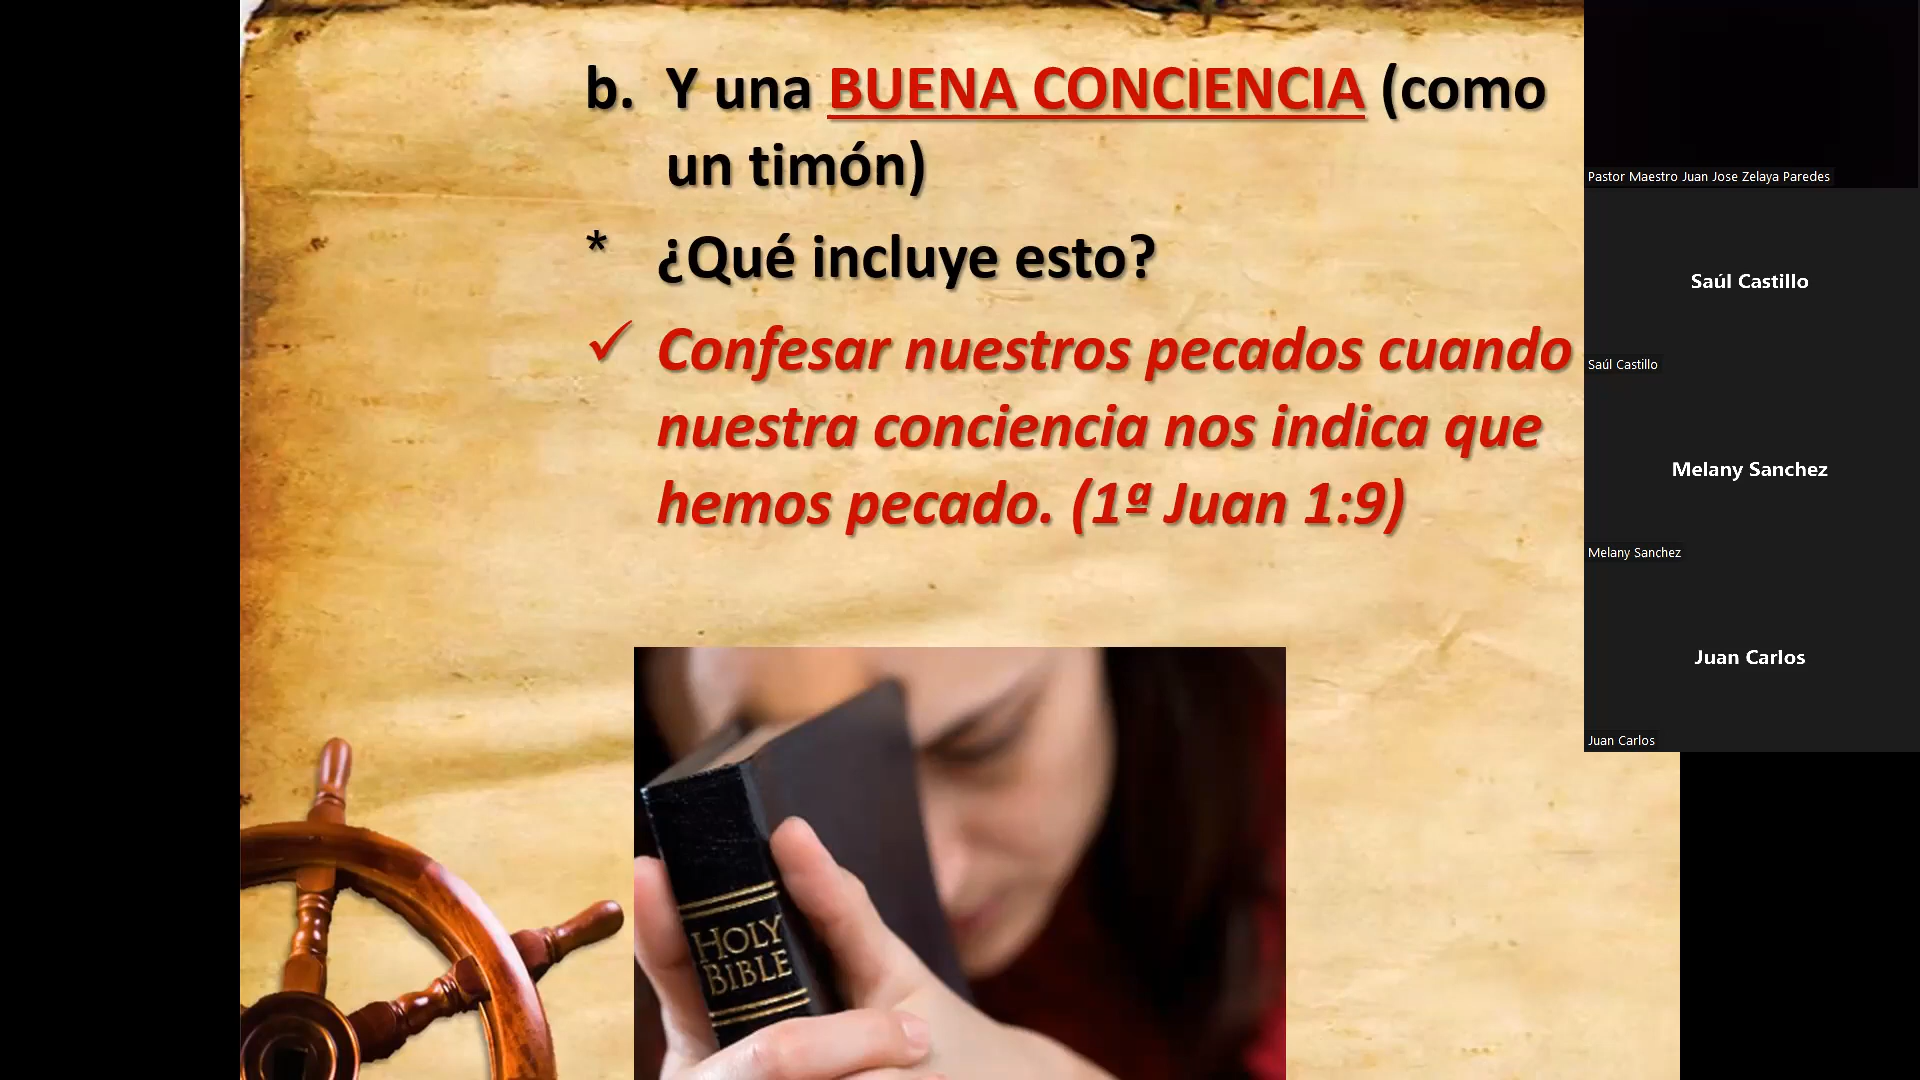 b. Y una BUENA CONCIENCIA (como
un timón)
* ¿Qué incluye esto?
✓ Confesar nuestros pecados cuando
nuestra conciencia nos indica que
hemos pecado. (1ª Juan 1:9)
HOLY
BIBLE
Pastor Maestro Juan Jose Zelaya Paredes
Saúl Castillo
Saúl Castillo
Melany Sanchez
Melany Sanchez
Juan Carlos
Juan Carlos